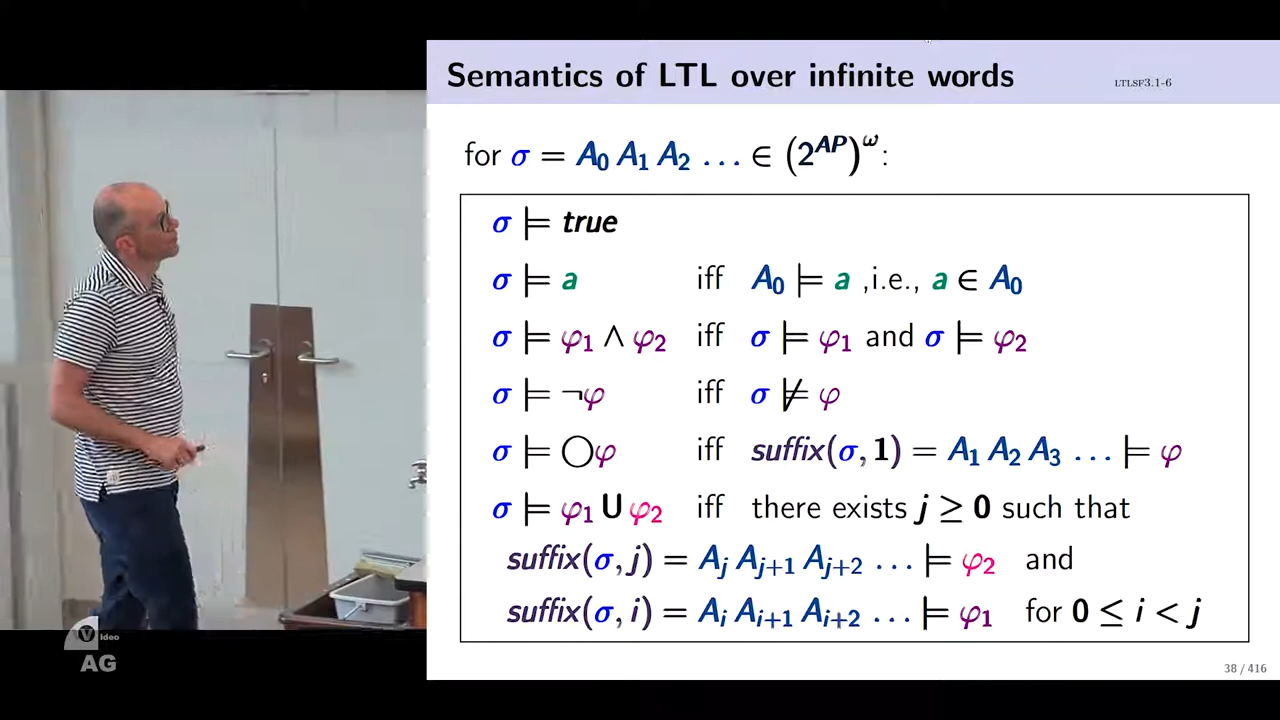 Semantics of LTL over infinite words
LTLSF3.1-6
for σ = A₀ A₁ A₂ … ∈ (2^AP)^ω:
σ ⊨ true
σ ⊨ a iff A₀ ⊨ a ,i.e., a ∈ A₀
σ ⊨ φ₁ ∧ φ₂ iff σ ⊨ φ₁ and σ ⊨ φ₂
σ ⊨ ¬φ iff σ ⊭ φ
σ ⊨ ◯φ iff suffix(σ, 1) = A₁ A₂ A₃ … ⊨ φ
σ ⊨ φ₁ U φ₂ iff there exists j ≥ 0 such that
suffix(σ, j) = Aⱼ Aⱼ₊₁ Aⱼ₊₂ … ⊨ φ₂ and
suffix(σ, i) = Aᵢ Aᵢ₊₁ Aᵢ₊₂ … ⊨ φ₁ for 0 ≤ i < j
38 / 416
Video
AG